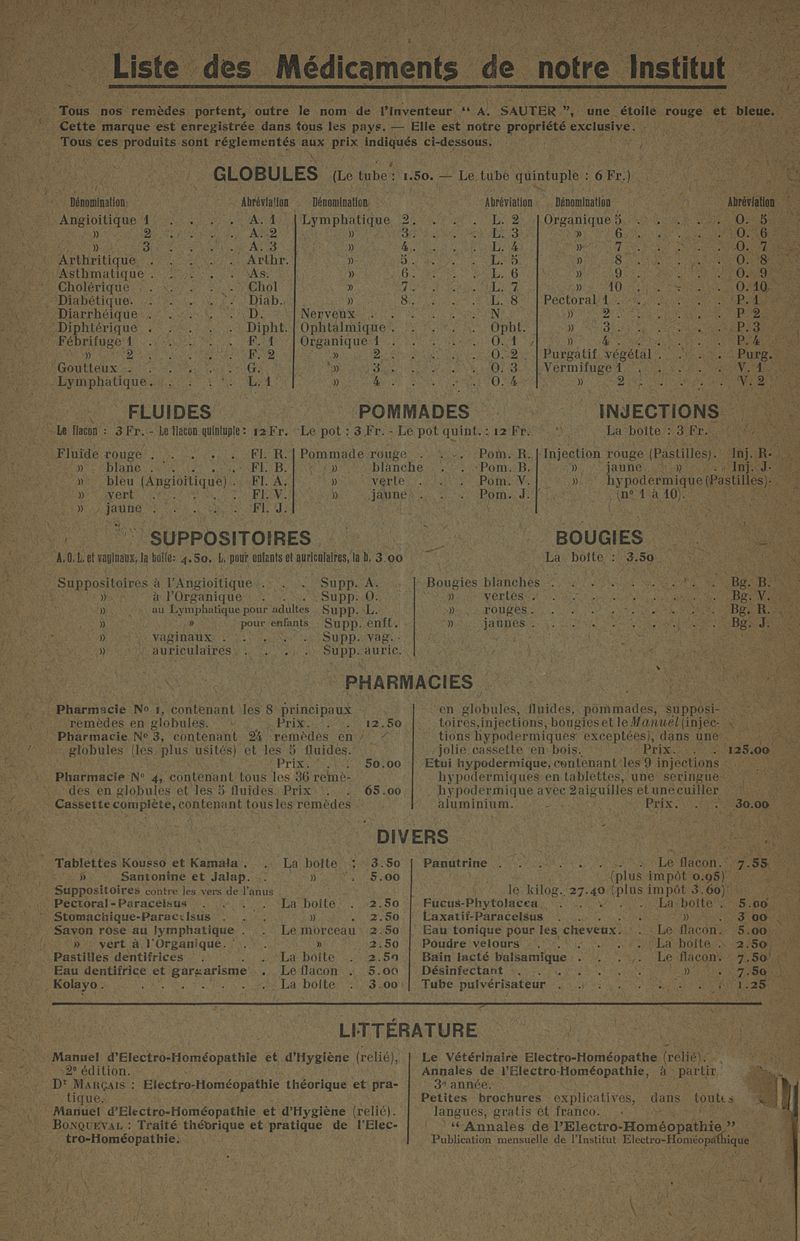 Liste des Médicaments de notre Institut
Tous nos remèdes portent, outre le nom de l'inventeur “ A. SAUTER ”, une étoile rouge et bleue.
Cette marque est enregistrée dans tous les pays. — Elle est notre propriété exclusive.
Tous ces produits sont réglementés aux prix indiqués ci-dessous.
GLOBULES (Le tube : 1.50. — Le tube quintuple : 6 Fr.)
Dénomination Abréviation
Angioitique 1 . . . . A. 1
» 2 . . . . A. 2
» 3 . . . . A. 3
Arthritique . . . . . Arthr.
Asthmatique . . . . . As.
Cholérique . . . . . Chol
Diabétique. . . . . . Diab.
Diarrhéique . . . . . D.
Diphtérique . . . . . Dipht.
Fébrifuge 1 . . . . . F. 1
» 2 . . . . . F. 2
Goutteux . . . . . . G.
Lymphatique. . . . . L. 1
Dénomination Abréviation
Lymphatique 2. . . . L. 2
» 3. . . . L. 3
» 4. . . . L. 4
» 5. . . . L. 5
» 6. . . . L. 6
» 7. . . . L. 7
» 8. . . . L. 8
Nerveux . . . . . . N
Ophtalmique . . . . . Opht.
Organique 1 . . . . . O. 1
» 2 . . . . . O. 2
» 3 . . . . . O. 3
» 4 . . . . . O. 4
Dénomination Abréviation
Organique 5 . . . . . O. 5
» 6 . . . . . O. 6
» 7 . . . . . O. 7
» 8 . . . . . O. 8
» 9 . . . . . O. 9
» 10 . . . . . O. 10
Pectoral 1 . . . . . . P. 1
» 2 . . . . . . P 2
» 3 . . . . . . P. 3
» 4 . . . . . . P. 4
Purgatif végétal . . . . Purg.
Vermifuge 1 . . . . . V. 1
» 2 . . . . . V. 2
FLUIDES
Le flacon : 3 Fr. - Le flacon quintuple : 12 Fr.
Fluide rouge . . . . . Fl. R.
» blanc . . . . . Fl. B.
» bleu (Angioitique) . Fl. A.
» vert . . . . . Fl. V.
» jaune . . . . . Fl. J.
POMMADES
Le pot : 3 Fr. - Le pot quint. : 12 Fr.
Pommade rouge . . . Pom. R.
» blanche . . . Pom. B.
» verte . . . Pom. V.
» jaune . . . Pom. J.
INJECTIONS
La boîte : 3 Fr.
Injection rouge (Pastilles). Inj. R.
» jaune » . Inj. J.
» hypodermique (Pastilles).
(n° 1 à 10).
SUPPOSITOIRES
A. O. L. et vaginaux, la boîte: 4.50. L. pour enfants et auriculaires, la b. 3.00
Suppositoires à l'Angioitique . . . Supp. A.
» à l'Organique . . . Supp. O.
» au Lymphatique pour adultes Supp. L.
» » pour enfants Supp. enft.
» vaginaux . . . . . Supp. vag.
» auriculaires . . . . Supp. auric.
BOUGIES
La boîte : 3.50
Bougies blanches . . . . . . . Bg. B.
» vertes . . . . . . . Bg. V.
» rouges . . . . . . . Bg. R.
» jaunes . . . . . . . Bg. J.
PHARMACIES
Pharmacie N° 1, contenant les 8 principaux
remèdes en globules. Prix. . . 12.50
Pharmacie N° 3, contenant 24 remèdes en
globules (les plus usités) et les 5 fluides.
Prix. . . 50.00
Pharmacie N° 4, contenant tous les 36 remè-
des en globules et les 5 fluides. Prix . . 65.00
Cassette complète, contenant tous les remèdes
en globules, fluides, pommades, supposi-
toires, injections, bougies et le Manuel (injec-
tions hypodermiques exceptées), dans une
jolie cassette en bois. Prix. . . 125.00
Etui hypodermique, contenant les 9 injections
hypodermiques en tablettes, une seringue
hypodermique avec 2 aiguilles et une cuiller
aluminium. Prix. . . 30.00
DIVERS
Tablettes Kousso et Kamala . . La boîte : 3.50
» Santonine et Jalap. . » . 5.00
Suppositoires contre les vers de l'anus
Pectoral-Paracelsus . . . La boîte . 2.50
Stomachique-Paracelsus . . . » . 2.50
Savon rose au lymphatique . . Le morceau 2.50
» vert à l'Organique. . . » 2.50
Pastilles dentifrices . . . La boîte . 2.50
Eau dentifrice et gargarisme . Le flacon . 5.00
Kolayo . . . . . . . La boîte . 3.00
Panutrine . . . . . . . Le flacon. 7.55
(plus impôt 0.95)
le kilog. 27.40 (plus impôt 3.60)
Fucus-Phytolacca . . . . La boîte . 5.00
Laxatif-Paracelsus . . . . » . 3 00
Eau tonique pour les cheveux. . Le flacon. 5.00
Poudre velours . . . . . La boîte . 2.50
Bain lacté balsamique . . . Le flacon. 7.50
Désinfectant . . . . . . » . 7.50
Tube pulvérisateur . . . . . . . 1.25
LITTÉRATURE
Manuel d'Electro-Homéopathie et d'Hygiène (relié),
2e édition.
Dr MARÇAIS : Electro-Homéopathie théorique et pra-
tique.
Manuel d'Electro-Homéopathie et d'Hygiène (relié).
BONQUEVAL : Traité théorique et pratique de l'Elec-
tro-Homéopathie.
Le Vétérinaire Electro-Homéopathe (relié).
Annales de l'Electro-Homéopathie, à partir
3e année.
Petites brochures explicatives, dans toutes
langues, gratis et franco.
“ Annales de l'Electro-Homéopathie ”
Publication mensuelle de l'Institut Electro-Homéopathique